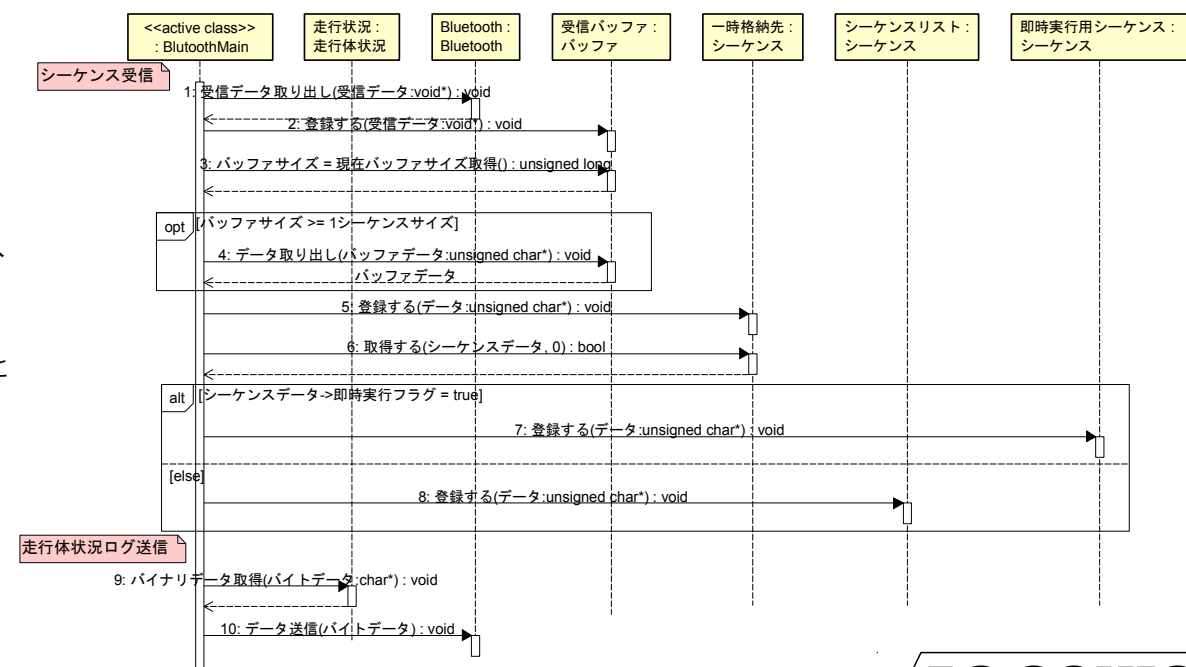 <<active class>>
: BlutoothMain
走行状況 :
走行体状況
Bluetooth :
Bluetooth
受信バッファ :
バッファ
一時格納先 :
シーケンス
シーケンスリスト :
シーケンス
即時実行用シーケンス :
シーケンス
シーケンス受信
1: 受信データ取り出し(受信データ:void*) : void
2: 登録する(受信データ:void*) : void
3: バッファサイズ = 現在バッファサイズ取得() : unsigned long
opt
[バッファサイズ >= 1シーケンスサイズ]
4: データ取り出し(バッファデータ:unsigned char*) : void
バッファデータ
5: 登録する(データ:unsigned char*) : void
6: 取得する(シーケンスデータ, 0) : bool
alt
[シーケンスデータ->即時実行フラグ = true]
7: 登録する(データ:unsigned char*) : void
[else]
8: 登録する(データ:unsigned char*) : void
走行体状況ログ送信
9: バイナリデータ取得(バイトデータ:char*) : void
10: データ送信(バイトデータ) : void